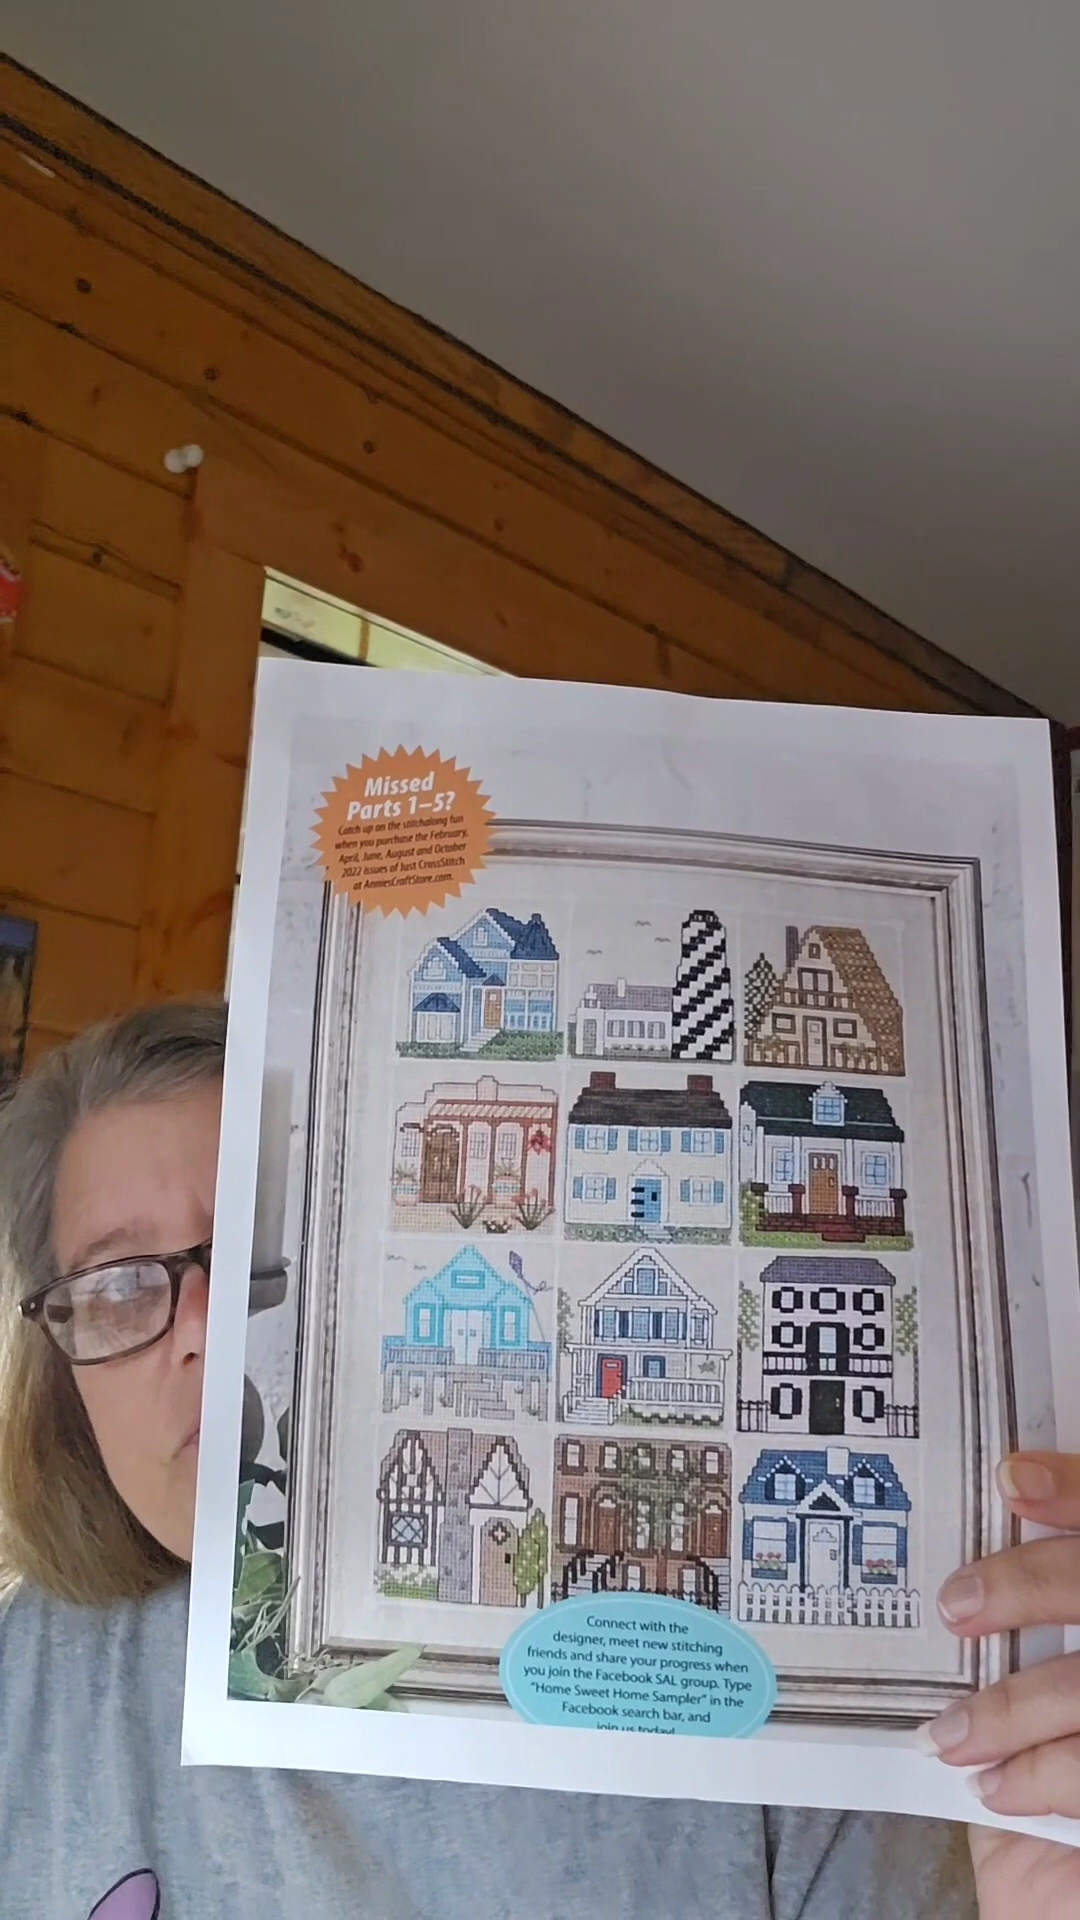 Missed
Parts 1–5?
Catch up on the stitchalong fun
when you purchase the February,
April, June, August and October
2022 issues of Just CrossStitch
at AnniesCraftStore.com.
Connect with the
designer, meet new stitching
friends and share your progress when
you join the Facebook SAL group. Type
"Home Sweet Home Sampler" in the
Facebook search bar, and
join us today!